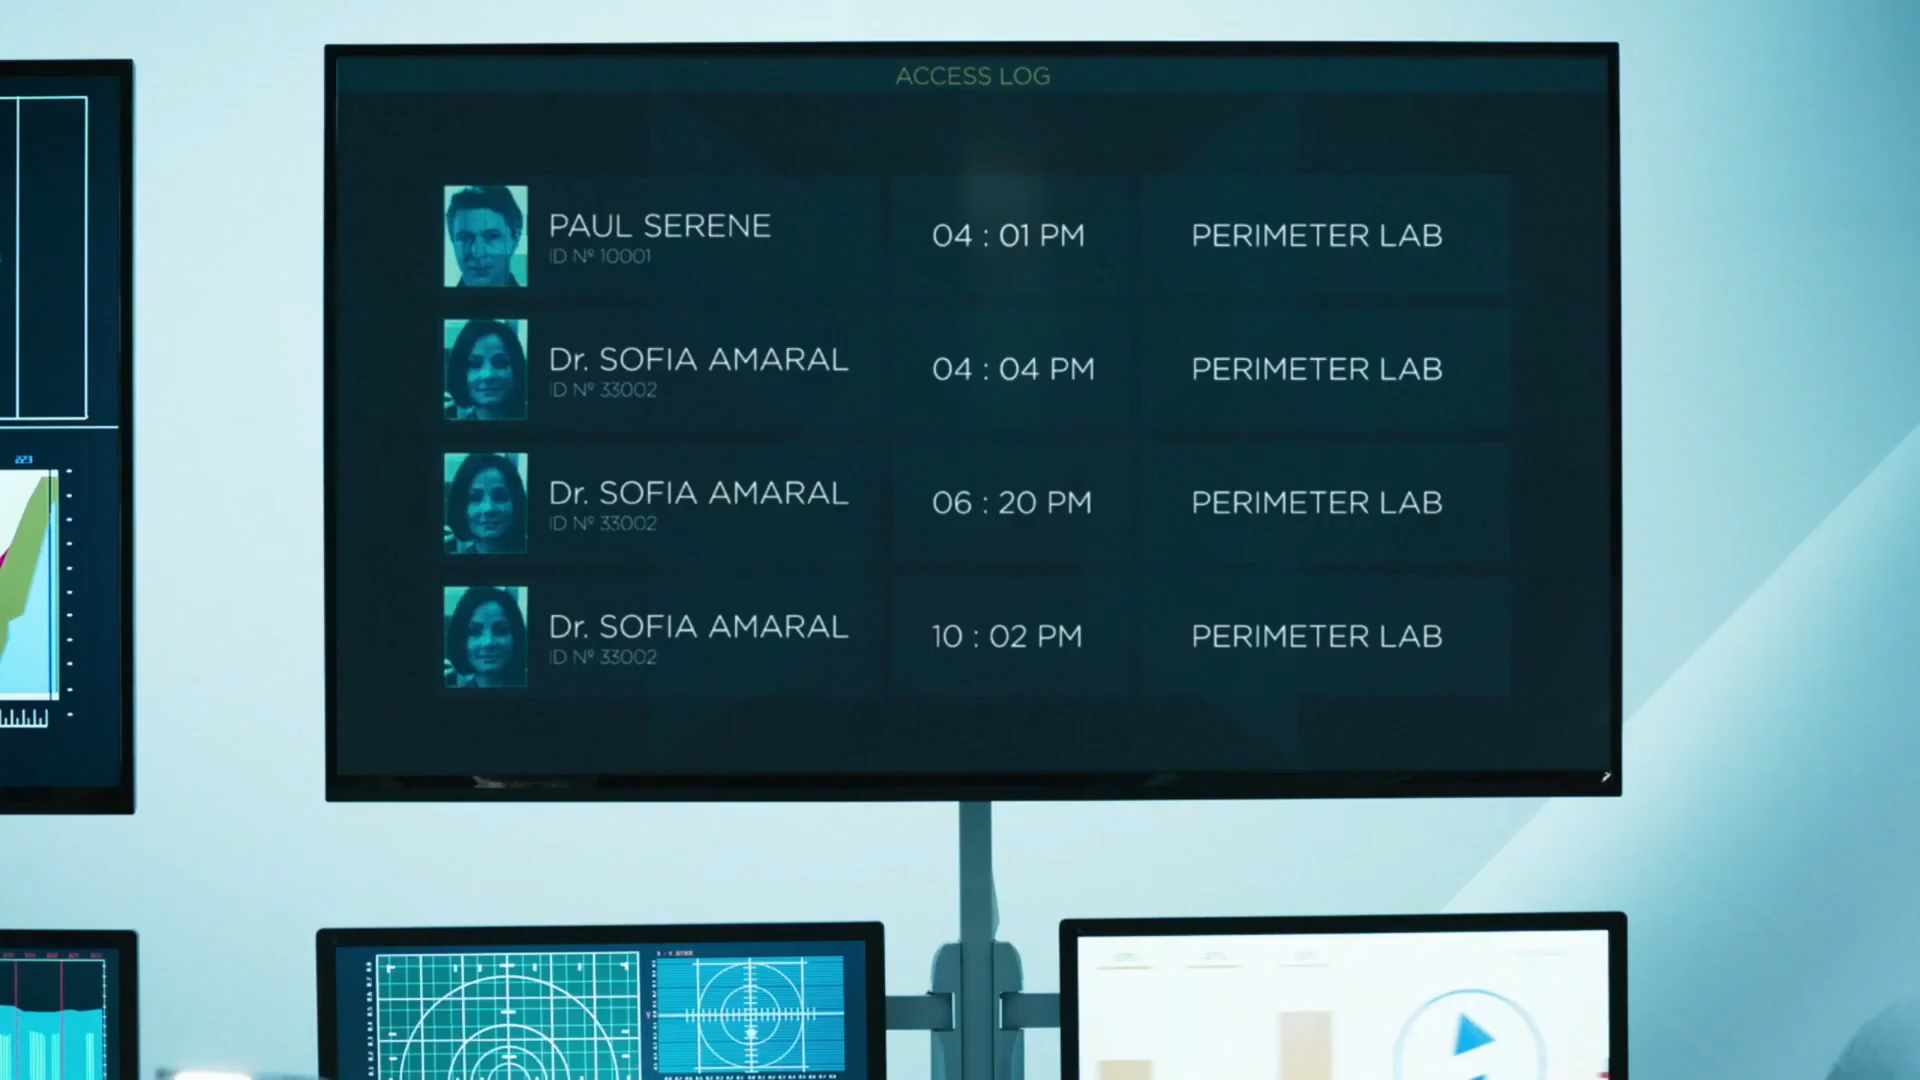 ACCESS LOG
PAUL SERENE
ID Nº 10001
04 : 01 PM
PERIMETER LAB
Dr. SOFIA AMARAL
ID Nº 33002
04 : 04 PM
PERIMETER LAB
Dr. SOFIA AMARAL
ID Nº 33002
06 : 20 PM
PERIMETER LAB
Dr. SOFIA AMARAL
ID Nº 33002
10 : 02 PM
PERIMETER LAB
223